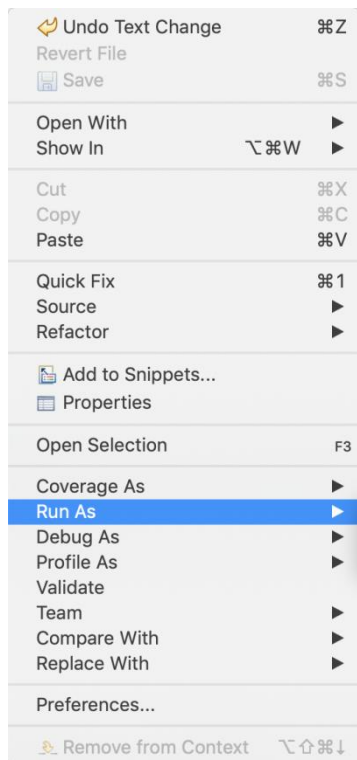 Undo Text Change ⌘Z
Revert File
Save ⌘S
Open With
Show In ⌥⌘W
Cut ⌘X
Copy ⌘C
Paste ⌘V
Quick Fix ⌘1
Source
Refactor
Add to Snippets...
Properties
Open Selection F3
Coverage As
Run As
Debug As
Profile As
Validate
Team
Compare With
Replace With
Preferences...
Remove from Context ⌥⇧⌘↓